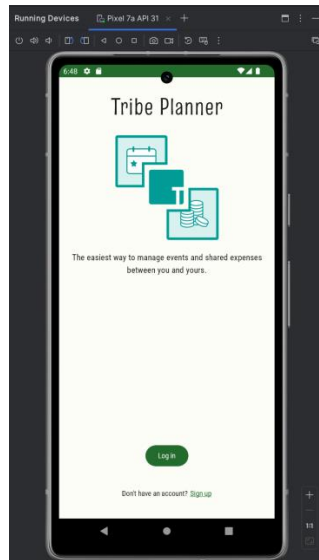 Running Devices
Pixel 7a API 31
6:48
Tribe Planner
T
The easiest way to manage events and shared expenses
between you and yours.
Log in
Don't have an account? Sign up
1:1